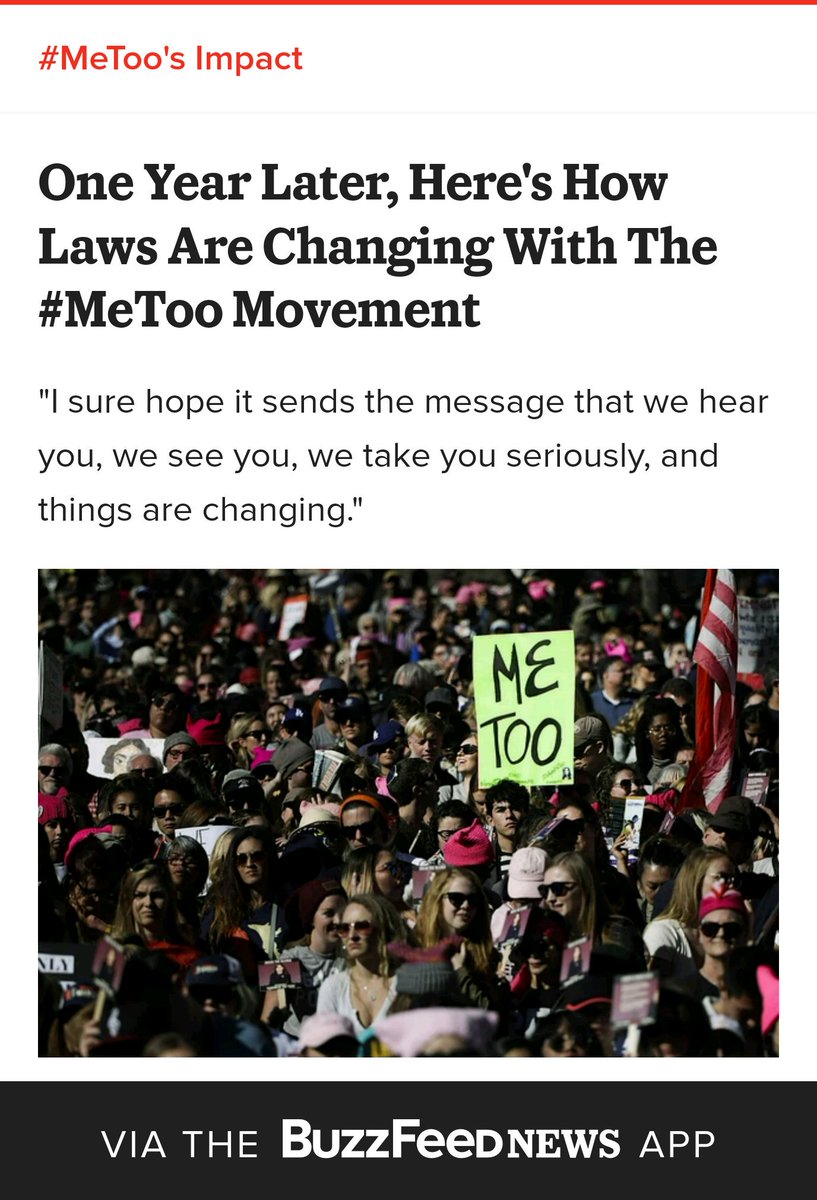 #MeToo's Impact
One Year Later, Here's How
Laws Are Changing With The
#MeToo Movement
"I sure hope it sends the message that we hear
you, we see you, we take you seriously, and
things are changing."
ME
TOO
NLY
VIA THE BuzzFeed NEWS APP